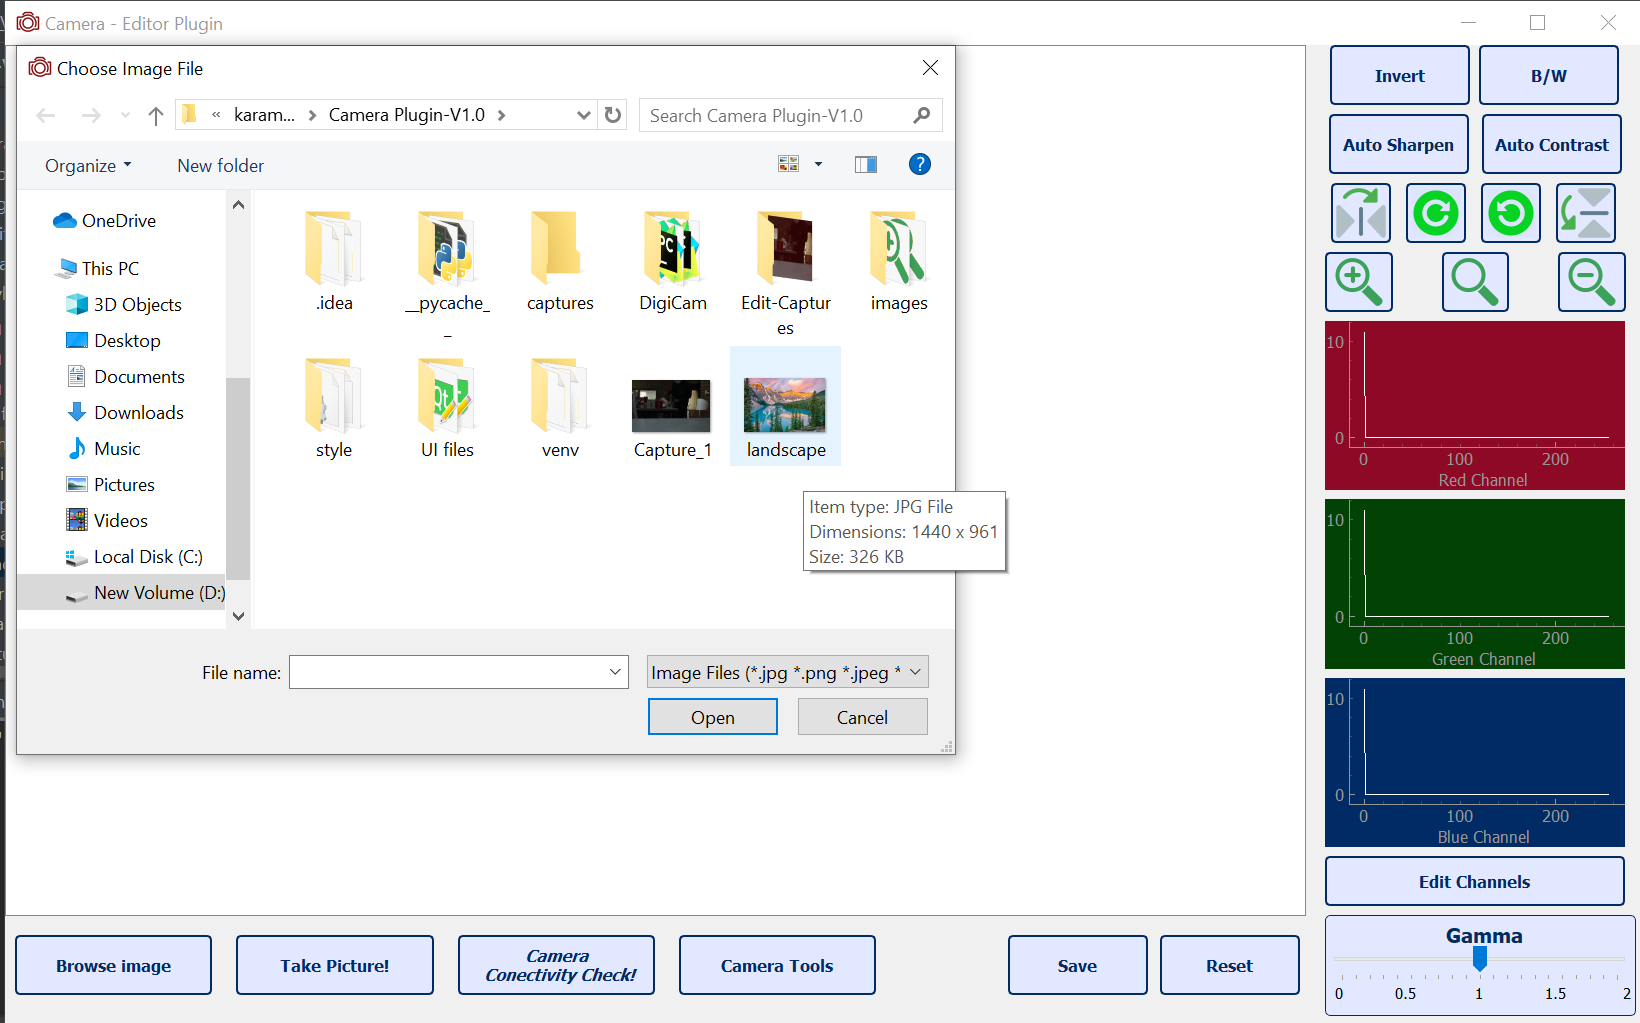 Camera - Editor Plugin
Choose Image File
« karam... > Camera Plugin-V1.0 >
Search Camera Plugin-V1.0
Organize
New folder
?
OneDrive
This PC
3D Objects
Desktop
Documents
Downloads
Music
Pictures
Videos
Local Disk (C:)
New Volume (D:)
.idea
__pycache_
_
captures
DigiCam
Edit-Captur
es
images
style
UI files
venv
Capture_1
landscape
PC
Qt
Item type: JPG File
Dimensions: 1440 x 961
Size: 326 KB
File name:
Image Files (*.jpg *.png *.jpeg *
Open
Cancel
Invert
B/W
Auto Sharpen
Auto Contrast
10
0
0 100 200
Red Channel
10
0
0 100 200
Green Channel
10
0
0 100 200
Blue Channel
Edit Channels
Gamma
0 0.5 1 1.5 2
Browse image
Take Picture!
Camera
Conectivity Check!
Camera Tools
Save
Reset